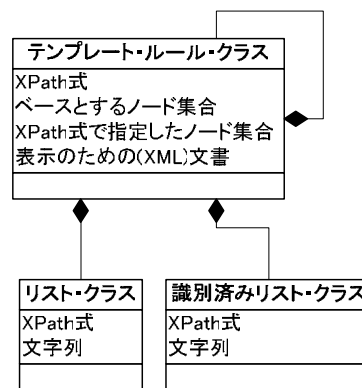 テンプレート・ルール・クラス
XPath式
ベースとするノード集合
XPath式で指定したノード集合
表示のための(XML)文書
リスト・クラス
XPath式
文字列
識別済みリスト・クラス
XPath式
文字列